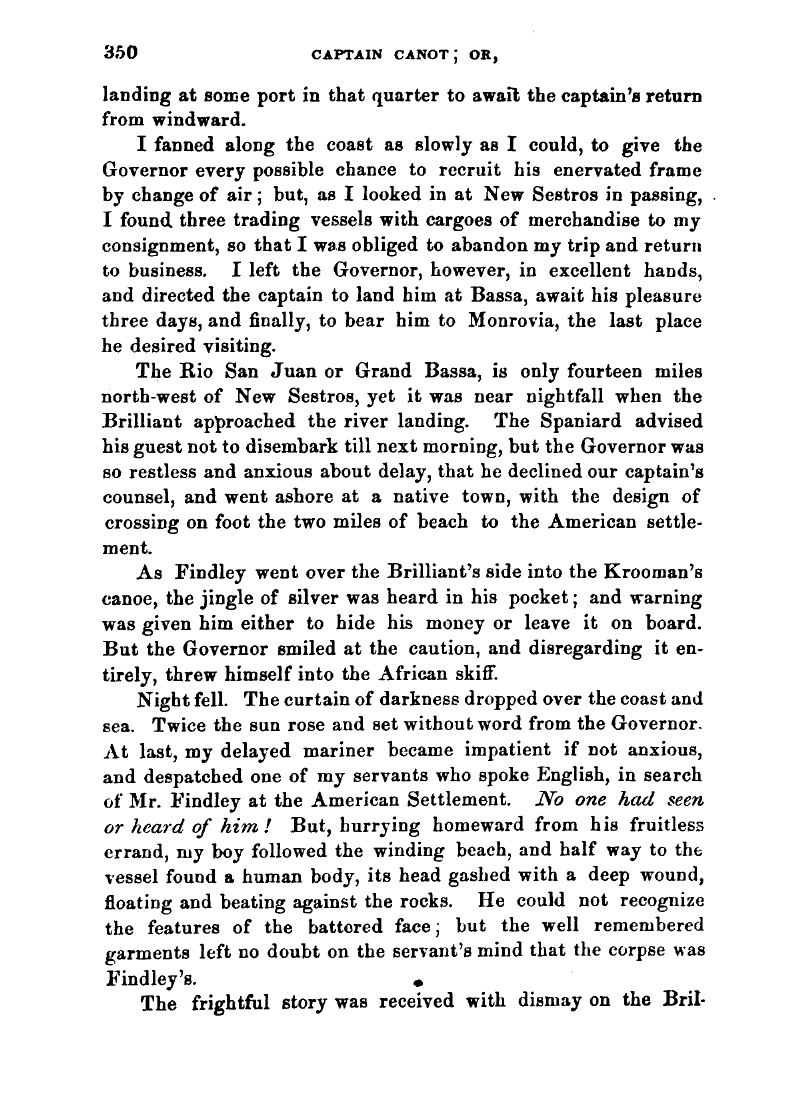 350 CAPTAIN CANOT; OR,
landing at some port in that quarter to await the captain's return
from windward.
I fanned along the coast as slowly as I could, to give the
Governor every possible chance to recruit his enervated frame
by change of air; but, as I looked in at New Sestros in passing,
I found three trading vessels with cargoes of merchandise to my
consignment, so that I was obliged to abandon my trip and return
to business. I left the Governor, however, in excellent hands,
and directed the captain to land him at Bassa, await his pleasure
three days, and finally, to bear him to Monrovia, the last place
he desired visiting.
The Rio San Juan or Grand Bassa, is only fourteen miles
north-west of New Sestros, yet it was near nightfall when the
Brilliant approached the river landing. The Spaniard advised
his guest not to disembark till next morning, but the Governor was
so restless and anxious about delay, that he declined our captain's
counsel, and went ashore at a native town, with the design of
crossing on foot the two miles of beach to the American settle-
ment.
As Findley went over the Brilliant's side into the Krooman's
canoe, the jingle of silver was heard in his pocket; and warning
was given him either to hide his money or leave it on board.
But the Governor smiled at the caution, and disregarding it en-
tirely, threw himself into the African skiff.
Night fell. The curtain of darkness dropped over the coast and
sea. Twice the sun rose and set without word from the Governor.
At last, my delayed mariner became impatient if not anxious,
and despatched one of my servants who spoke English, in search
of Mr. Findley at the American Settlement. No one had seen
or heard of him! But, hurrying homeward from his fruitless
errand, my boy followed the winding beach, and half way to the
vessel found a human body, its head gashed with a deep wound,
floating and beating against the rocks. He could not recognize
the features of the battored face; but the well remembered
garments left no doubt on the servant's mind that the corpse was
Findley's.
The frightful story was received with dismay on the Bril-